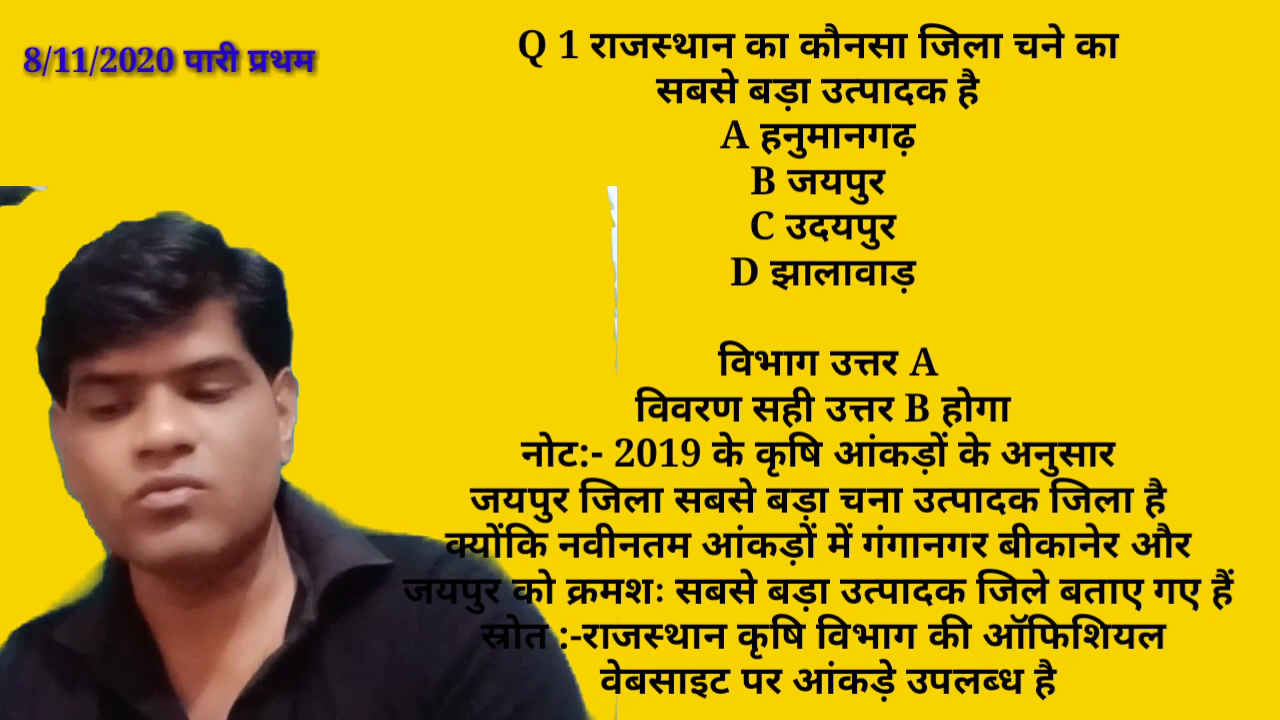 8/11/2020 पारी प्रथम
Q 1 राजस्थान का कौनसा जिला चने का
सबसे बड़ा उत्पादक है
A हनुमानगढ़
B जयपुर
C उदयपुर
D झालावाड़
विभाग उत्तर A
विवरण सही उत्तर B होगा
नोट:- 2019 के कृषि आंकड़ों के अनुसार
जयपुर जिला सबसे बड़ा चना उत्पादक जिला है
क्योंकि नवीनतम आंकड़ों में गंगानगर बीकानेर और
जयपुर को क्रमशः सबसे बड़ा उत्पादक जिले बताए गए हैं
स्रोत :-राजस्थान कृषि विभाग की ऑफिशियल
वेबसाइट पर आंकड़े उपलब्ध है